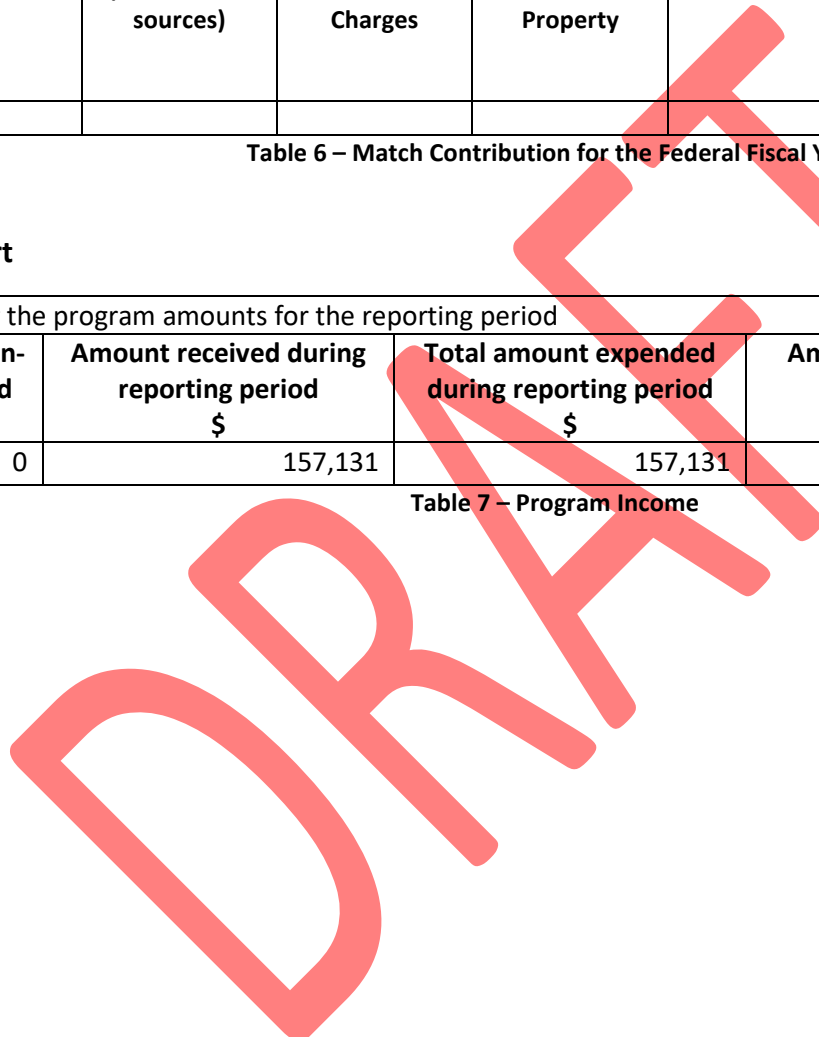 sources) Charges Property
Table 6 – Match Contribution for the Federal Fiscal Y
rt
the program amounts for the reporting period
n- Amount received during Total amount expended An
d reporting period during reporting period
$ $
0 157,131 157,131
Table 7 – Program Income
DRAFT